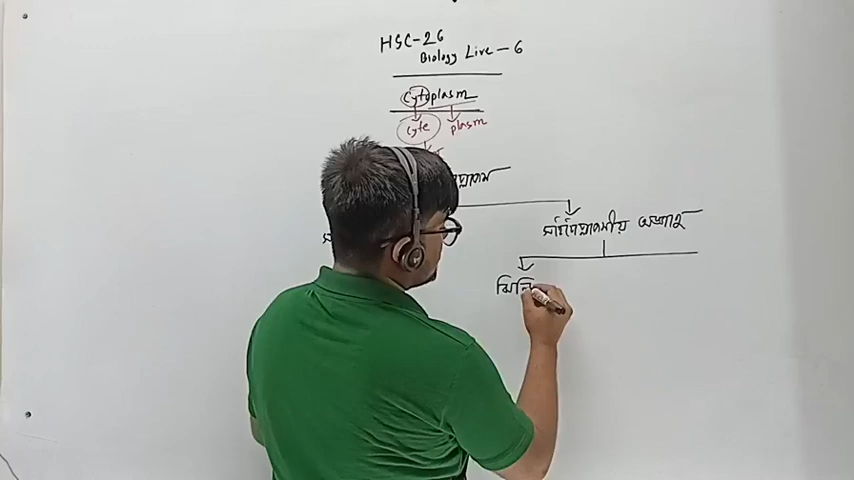 HSC-26
Biology Live - 6
Cytoplasm
cyte plasm
সাইটোপ্লাজমীয় অঙ্গাণু
ঝিল্লি